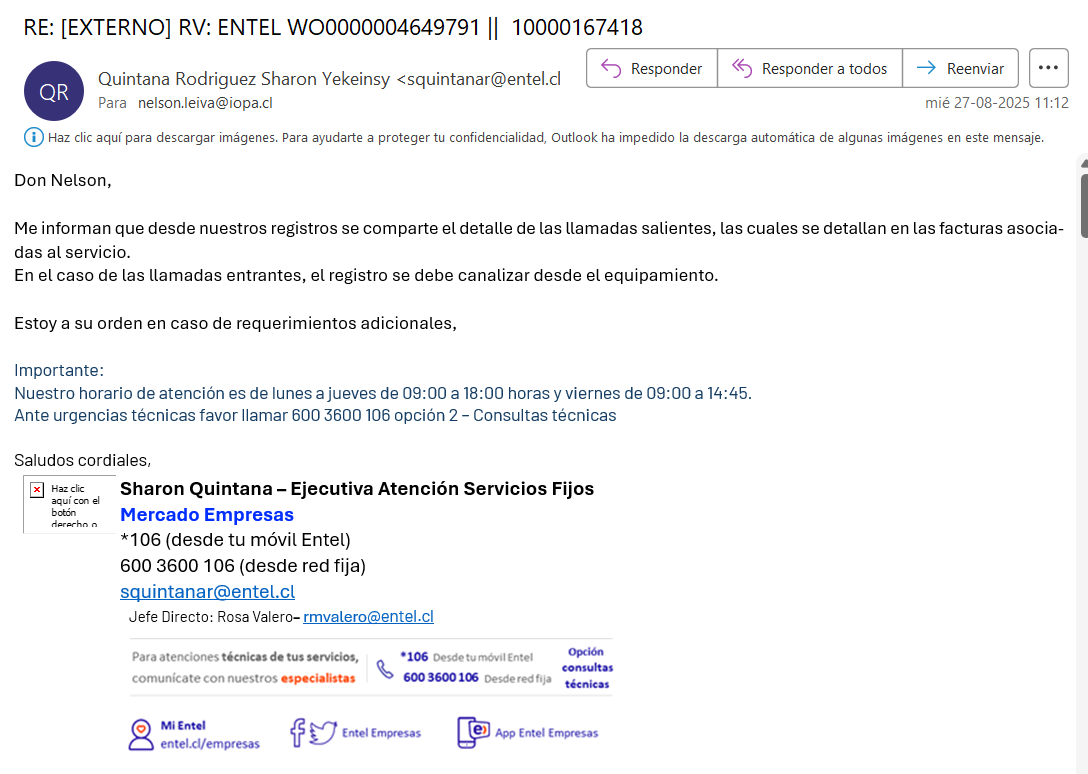 RE: [EXTERNO] RV: ENTEL WO0000004649791 || 10000167418
QR
Quintana Rodriguez Sharon Yekeinsy <squintanar@entel.cl
Para nelson.leiva@iopa.cl
Responder
Responder a todos
Reenviar
mié 27-08-2025 11:12
Haz clic aquí para descargar imágenes. Para ayudarte a proteger tu confidencialidad, Outlook ha impedido la descarga automática de algunas imágenes en este mensaje.
Don Nelson,
Me informan que desde nuestros registros se comparte el detalle de las llamadas salientes, las cuales se detallan en las facturas asocia-
das al servicio.
En el caso de las llamadas entrantes, el registro se debe canalizar desde el equipamiento.
Estoy a su orden en caso de requerimientos adicionales,
Importante:
Nuestro horario de atención es de lunes a jueves de 09:00 a 18:00 horas y viernes de 09:00 a 14:45.
Ante urgencias técnicas favor llamar 600 3600 106 opción 2 – Consultas técnicas
Saludos cordiales,
Haz clic
aquí con el
botón
derecho o
Sharon Quintana – Ejecutiva Atención Servicios Fijos
Mercado Empresas
*106 (desde tu móvil Entel)
600 3600 106 (desde red fija)
squintanar@entel.cl
Jefe Directo: Rosa Valero– rmvalero@entel.cl
Para atenciones técnicas de tus servicios,
comunícate con nuestros especialistas
*106 Desde tu móvil Entel
600 3600 106 Desde red fija
Opción
consultas
técnicas
Mi Entel
entel.cl/empresas
Entel Empresas
App Entel Empresas